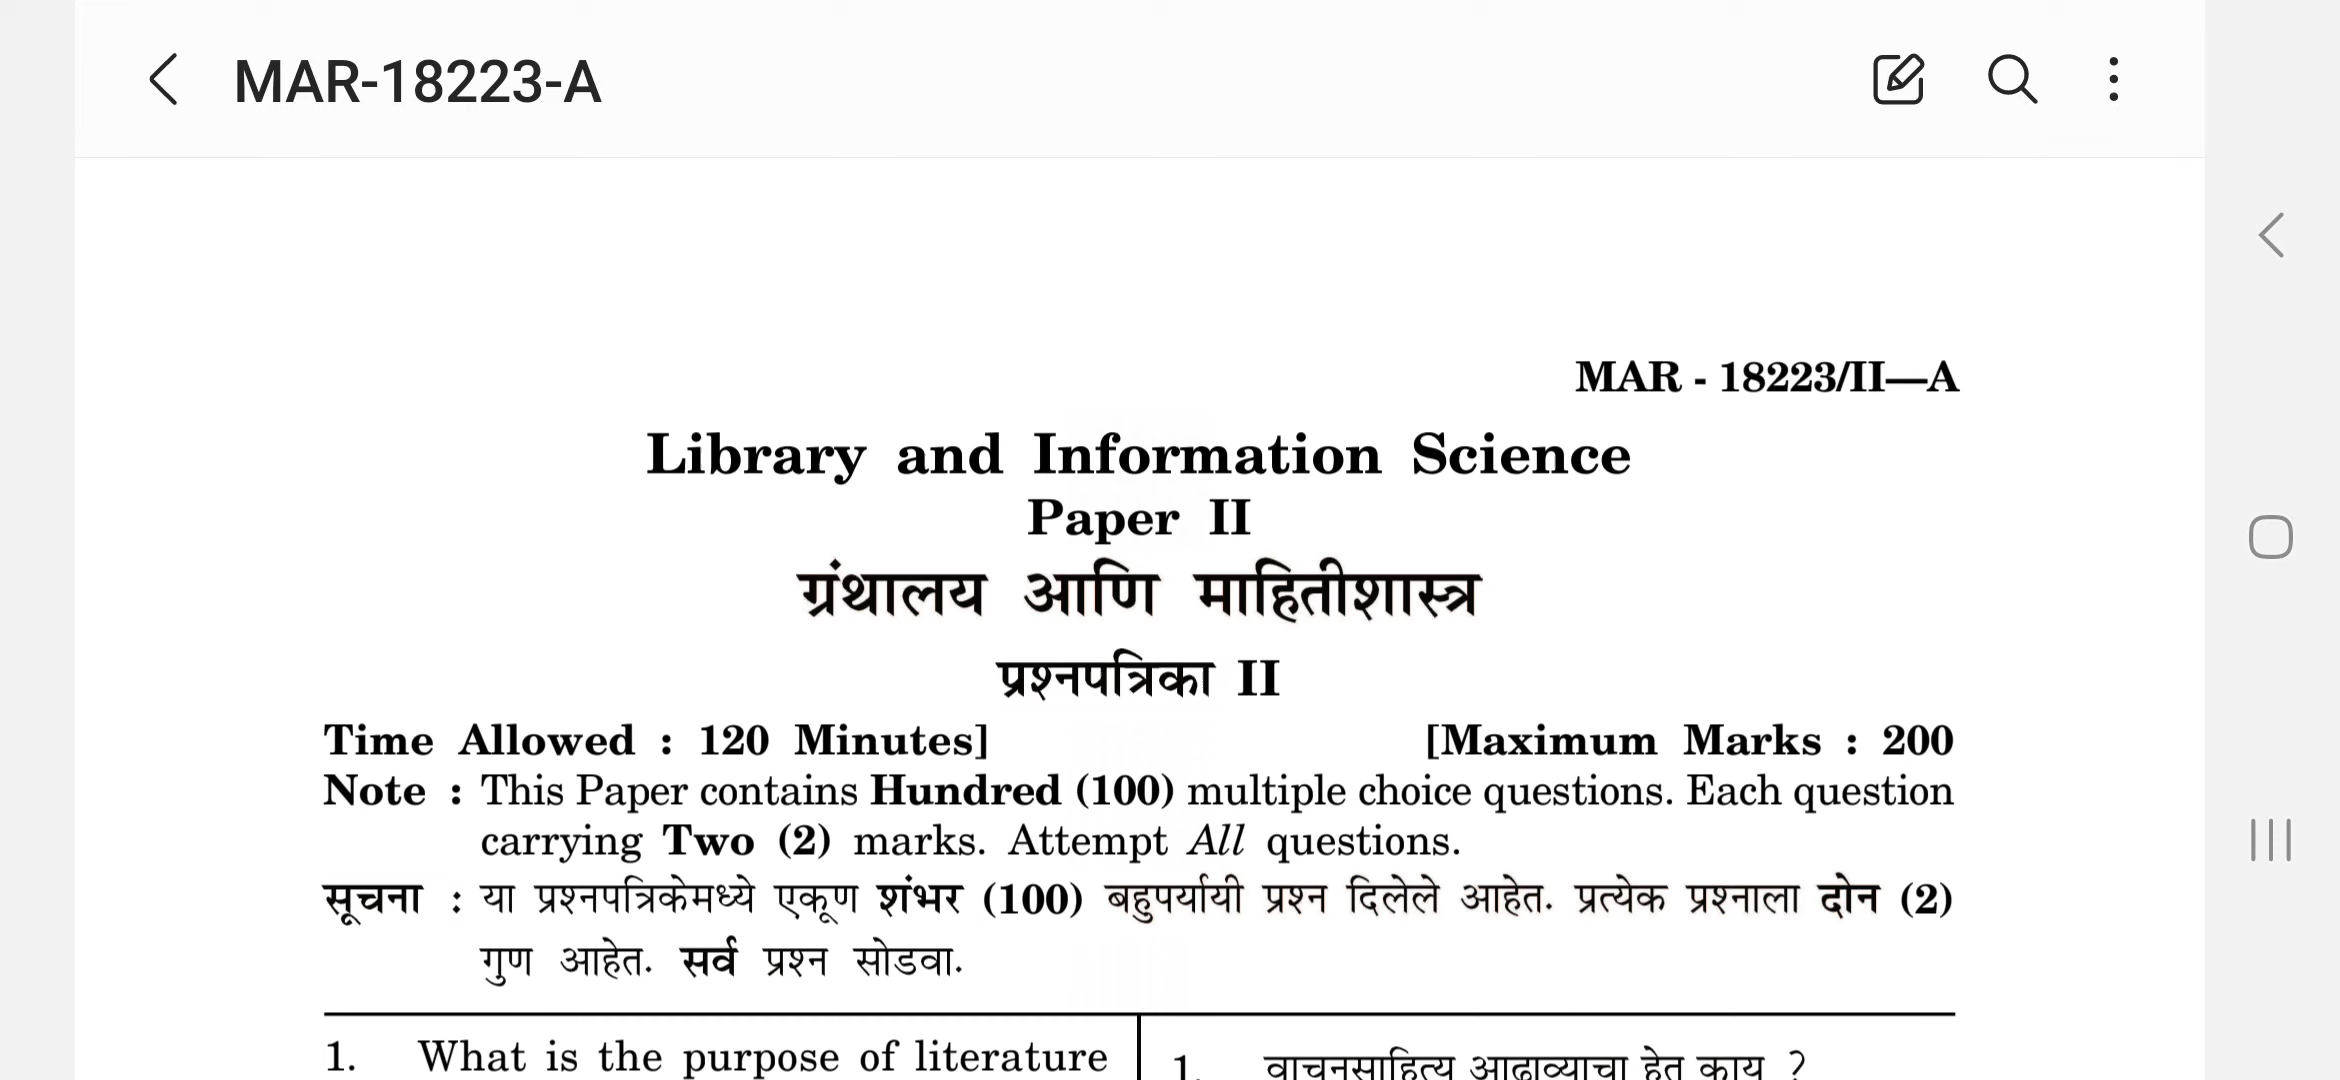 MAR-18223-A
MAR - 18223/II—A
Library and Information Science
Paper II
ग्रंथालय आणि माहितीशास्त्र
प्रश्नपत्रिका II
Time Allowed : 120 Minutes] [Maximum Marks : 200
Note : This Paper contains Hundred (100) multiple choice questions. Each question
carrying Two (2) marks. Attempt All questions.
सूचना : या प्रश्नपत्रिकेमध्ये एकूण शंभर (100) बहुपर्यायी प्रश्न दिलेले आहेत. प्रत्येक प्रश्नाला दोन (2)
गुण आहेत. सर्व प्रश्न सोडवा.
1. What is the purpose of literature
1. वाचनसाहित्य आढाव्याचा हेतू काय ?